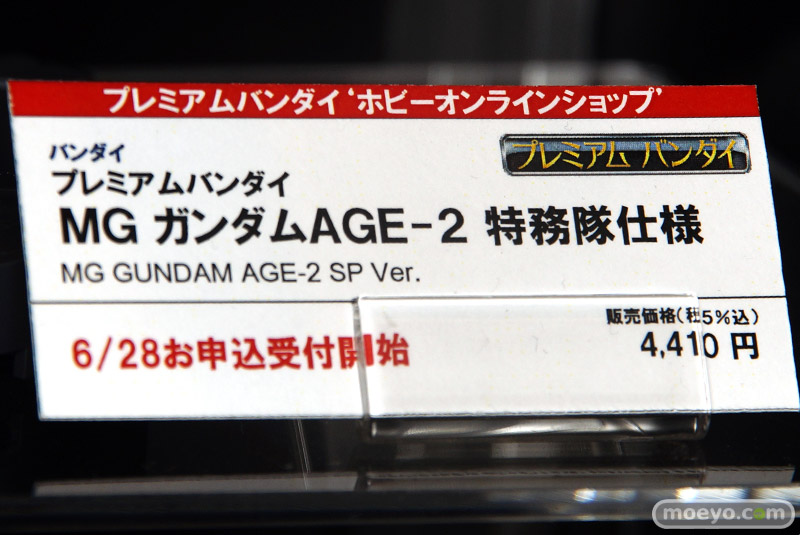 プレミアムバンダイ‘ホビーオンラインショップ’
バンダイ
プレミアム バンダイ
プレミアムバンダイ
MG ガンダムAGE-2 特務隊仕様
MG GUNDAM AGE-2 SP Ver.
販売価格(税5%込)
6/28お申込受付開始
4,410 円
moeyo.com